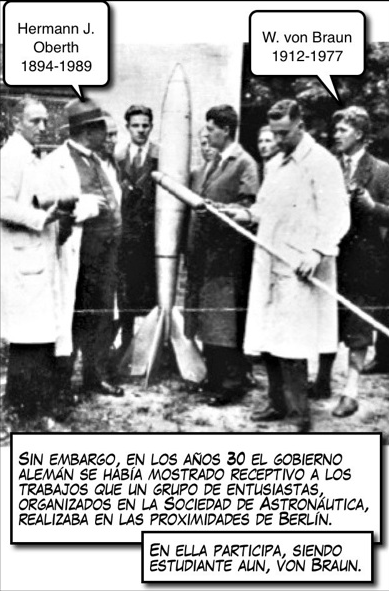 Hermann J.
Oberth
1894-1989
W. von Braun
1912-1977
SIN EMBARGO, EN LOS AÑOS 30 EL GOBIERNO
ALEMÁN SE HABÍA MOSTRADO RECEPTIVO A LOS
TRABAJOS QUE UN GRUPO DE ENTUSIASTAS,
ORGANIZADOS EN LA SOCIEDAD DE ASTRONÁUTICA,
REALIZABA EN LAS PROXIMIDADES DE BERLÍN.
EN ELLA PARTICIPA, SIENDO
ESTUDIANTE AUN, VON BRAUN.